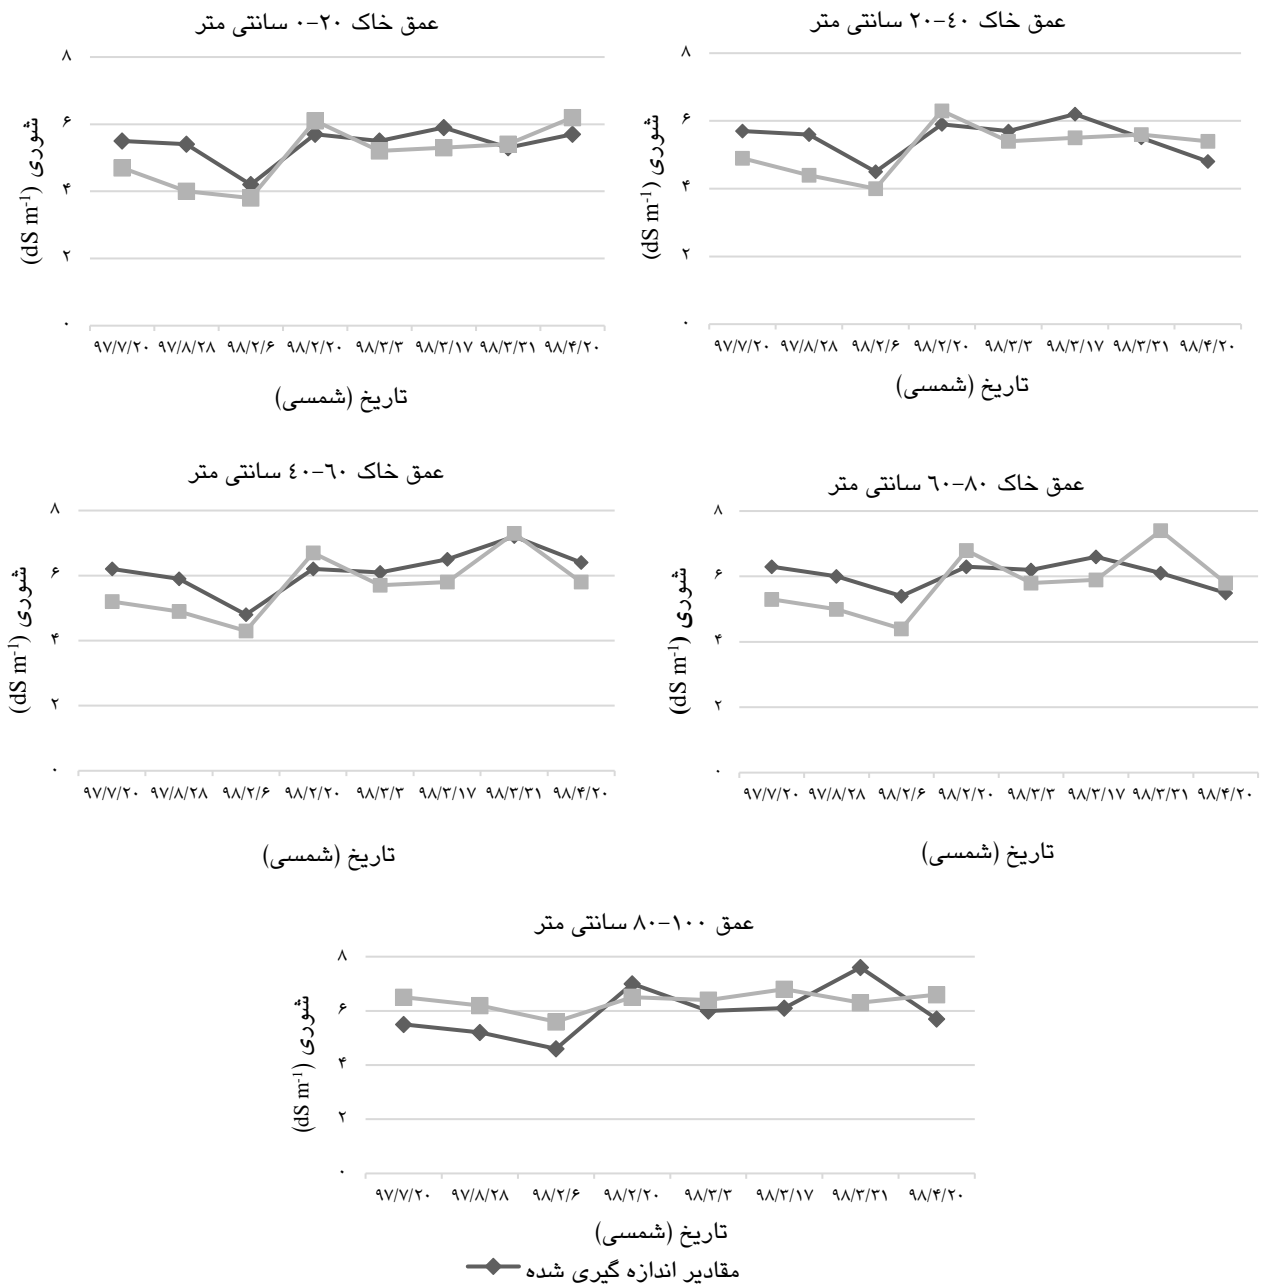 عمق خاک ۲۰-۰ سانتی متر
۸
۶
۴
۲
۰
شوری (dS m-1)
۹۷/۷/۲۰ ۹۷/۸/۲۸ ۹۸/۲/۶ ۹۸/۲/۲۰ ۹۸/۳/۳ ۹۸/۳/۱۷ ۹۸/۳/۳۱ ۹۸/۴/۲۰
تاریخ (شمسی)
عمق خاک ٤٠-٢٠ سانتی متر
۸
۶
۴
۲
۰
شوری (dS m-1)
۹۷/۷/۲۰ ۹۷/۸/۲۸ ۹۸/۲/۶ ۹۸/۲/۲۰ ۹۸/۳/۳ ۹۸/۳/۱۷ ۹۸/۳/۳۱ ۹۸/۴/۲۰
تاریخ (شمسی)
عمق خاک ٦٠-٤٠ سانتی متر
۸
۶
۴
۲
۰
شوری (dS m-1)
۹۷/۷/۲۰ ۹۷/۸/۲۸ ۹۸/۲/۶ ۹۸/۲/۲۰ ۹۸/۳/۳ ۹۸/۳/۱۷ ۹۸/۳/۳۱ ۹۸/۴/۲۰
تاریخ (شمسی)
عمق خاک ٨٠-٦٠ سانتی متر
۸
۶
۴
۲
۰
شوری (dS m-1)
۹۷/۷/۲۰ ۹۷/۸/۲۸ ۹۸/۲/۶ ۹۸/۲/۲۰ ۹۸/۳/۳ ۹۸/۳/۱۷ ۹۸/۳/۳۱ ۹۸/۴/۲۰
تاریخ (شمسی)
عمق ۱۰۰-۸۰ سانتی متر
۸
۶
۴
۲
۰
شوری (dS m-1)
۹۷/۷/۲۰ ۹۷/۸/۲۸ ۹۸/۲/۶ ۹۸/۲/۲۰ ۹۸/۳/۳ ۹۸/۳/۱۷ ۹۸/۳/۳۱ ۹۸/۴/۲۰
تاریخ (شمسی)
مقادیر اندازه گیری شده